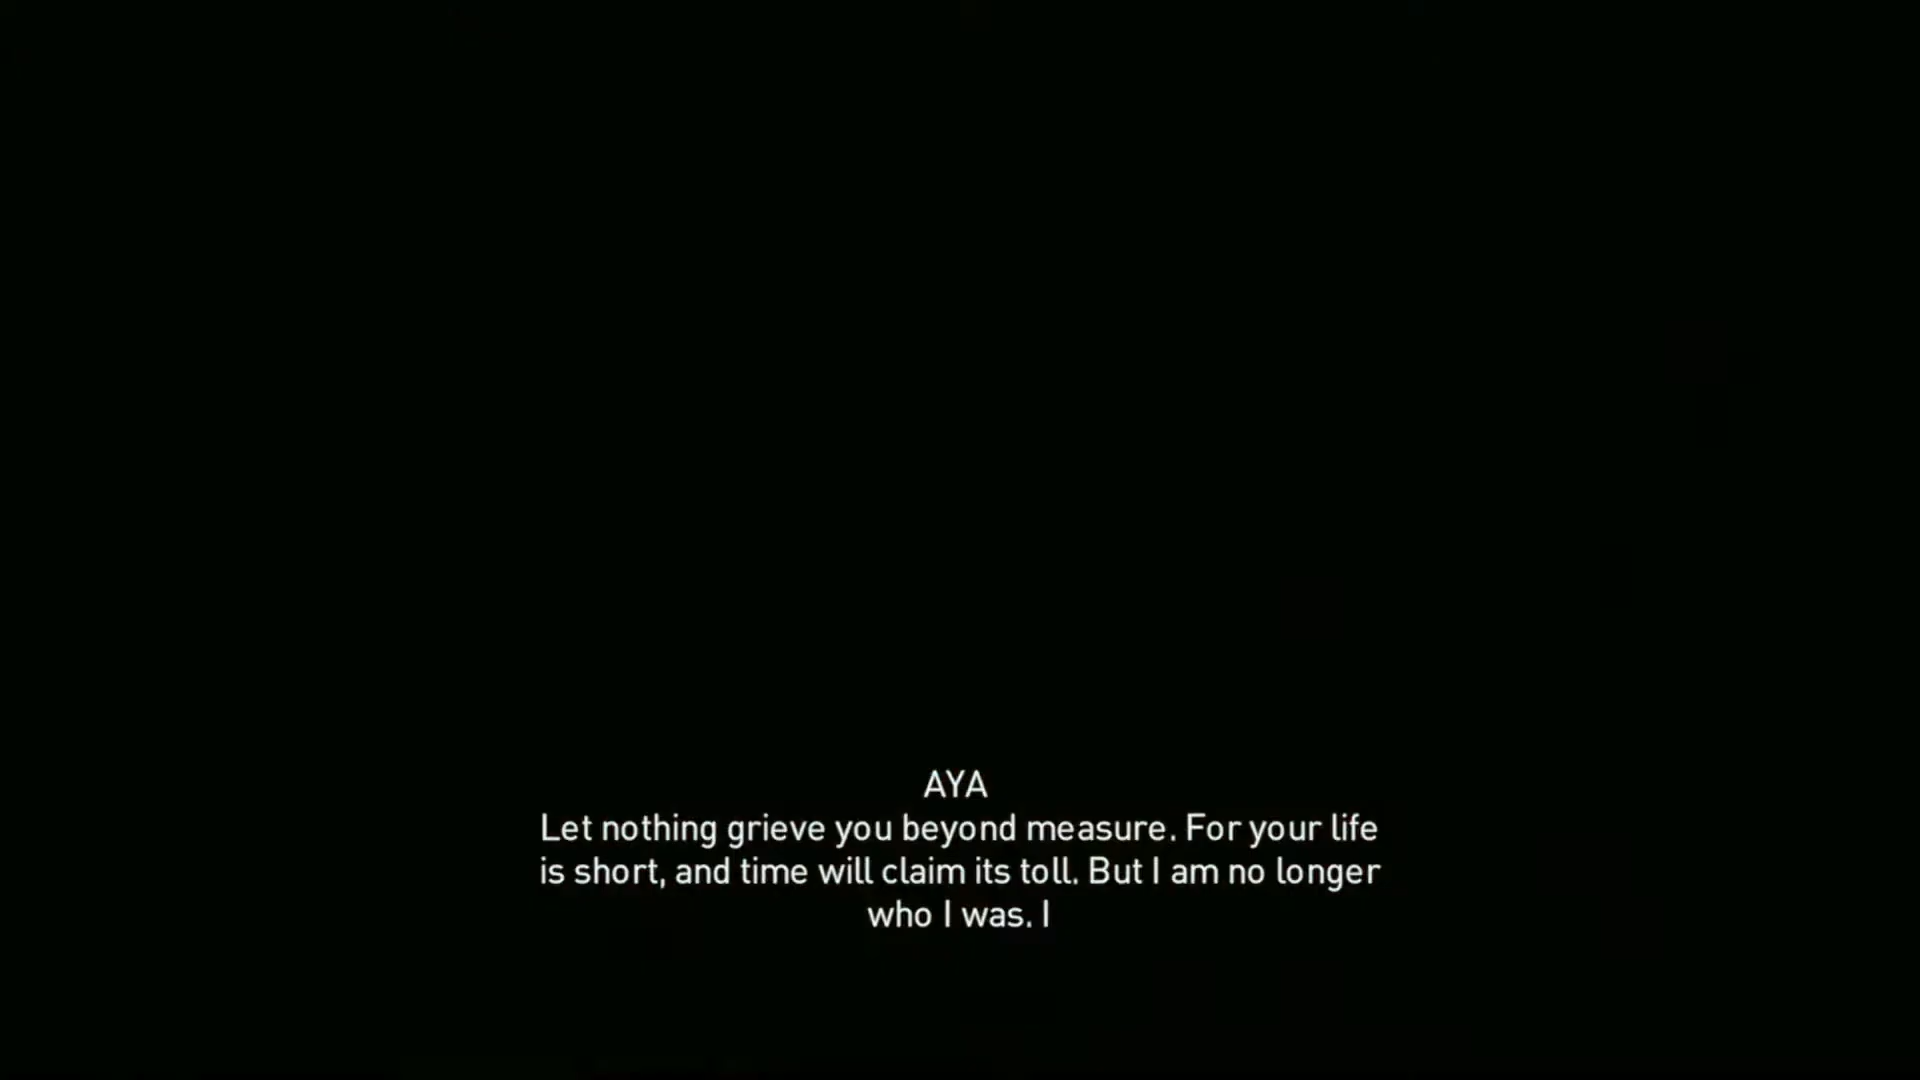 AYA
Let nothing grieve you beyond measure. For your life
is short, and time will claim its toll. But I am no longer
who I was. I